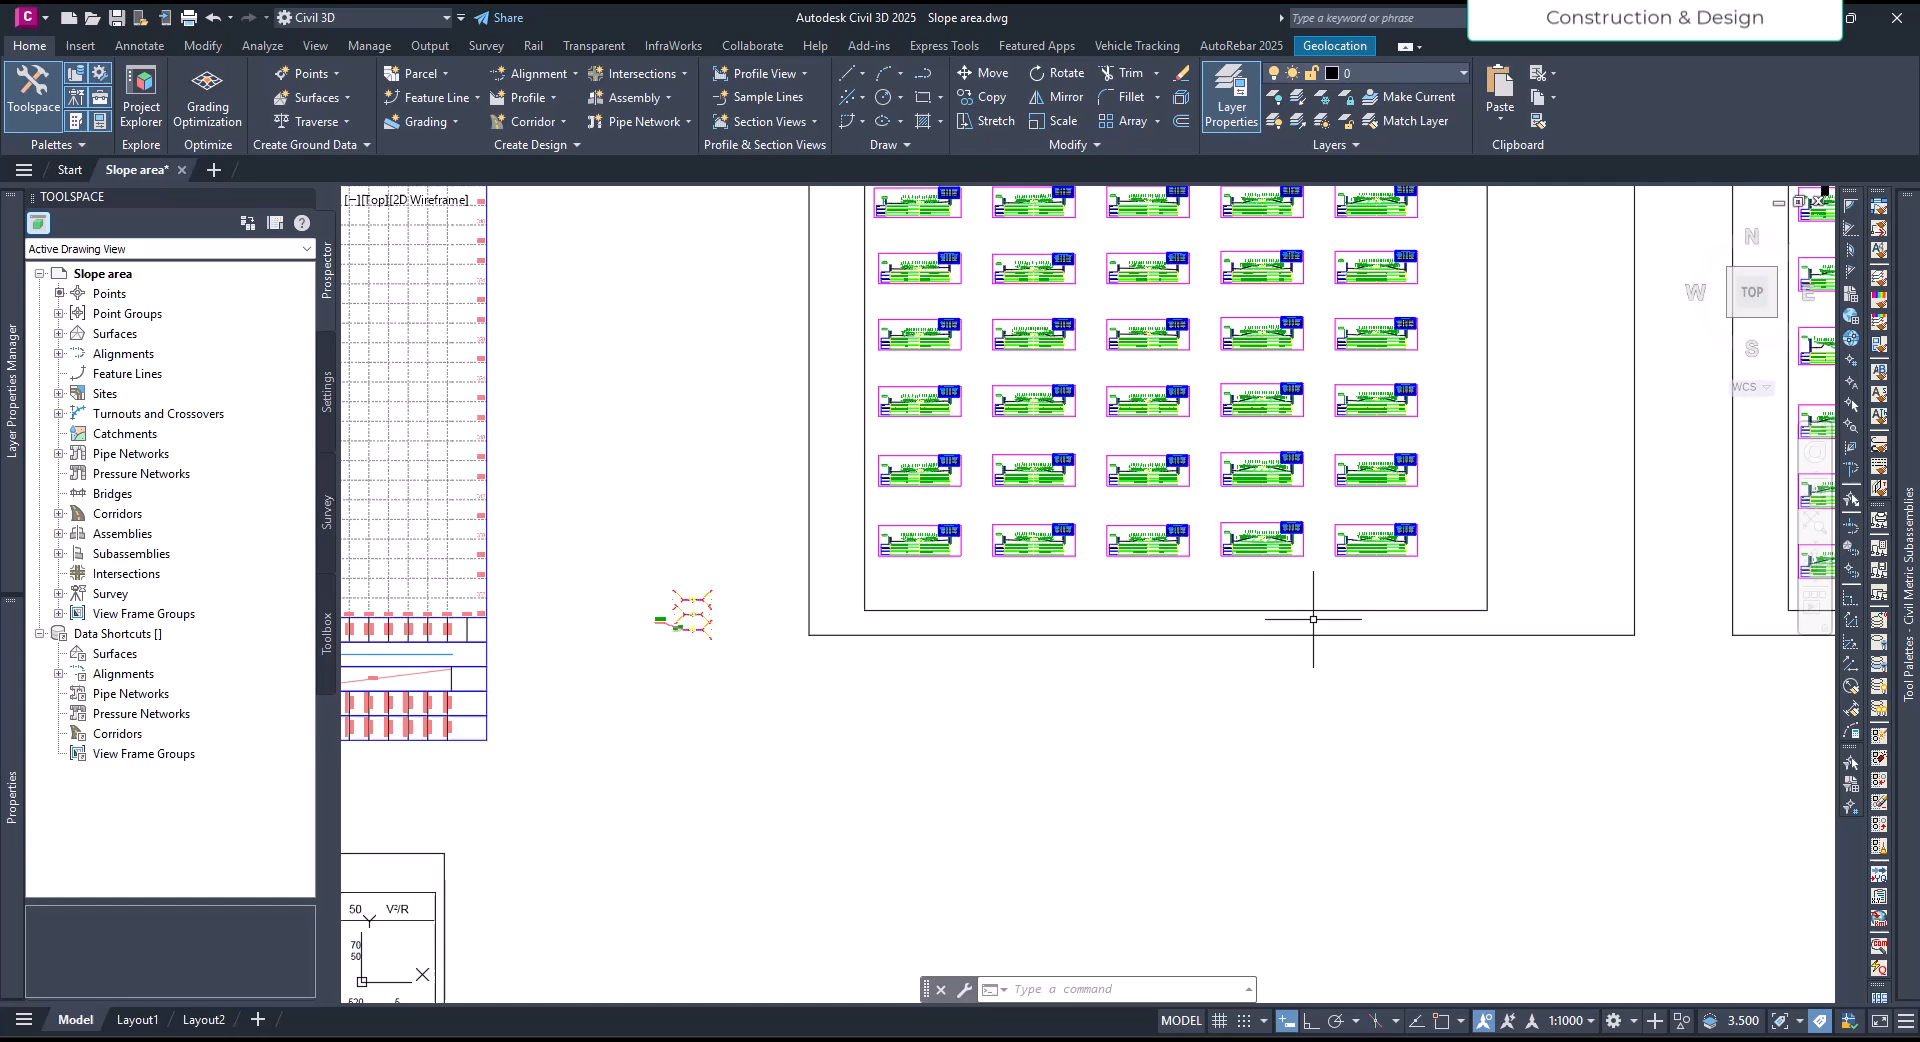 Civil 3D
Share
Autodesk Civil 3D 2025 Slope area.dwg
Type a keyword or phrase
Construction & Design
Home Insert Annotate Modify Analyze View Manage Output Survey Rail Transparent InfraWorks Collaborate Help Add-ins Express Tools Featured Apps Vehicle Tracking AutoRebar 2025 Geolocation
Toolspace
Palettes
Project Explorer
Explore
Grading Optimization
Optimize
Points
Surfaces
Traverse
Create Ground Data
Parcel
Feature Line
Grading
Alignment
Profile
Corridor
Intersections
Assembly
Pipe Network
Create Design
Profile View
Sample Lines
Section Views
Profile & Section Views
Draw
Move
Copy
Stretch
Rotate
Mirror
Scale
Trim
Fillet
Array
Modify
Layer Properties
0
Make Current
Match Layer
Layers
Paste
Clipboard
Start
Slope area*
TOOLSPACE
Active Drawing View
Slope area
Points
Point Groups
Surfaces
Alignments
Feature Lines
Sites
Turnouts and Crossovers
Catchments
Pipe Networks
Pressure Networks
Bridges
Corridors
Assemblies
Subassemblies
Intersections
Survey
View Frame Groups
Data Shortcuts []
Surfaces
Alignments
Pipe Networks
Pressure Networks
Corridors
View Frame Groups
Prospector
Settings
Survey
Toolbox
Layer Properties Manager
Properties
[−][Top][2D Wireframe]
N
W
TOP
E
S
WCS
Tool Palettes - Civil Metric Subassemblies
50 V²/R
70
50
520 5
Type a command
Model Layout1 Layout2
MODEL
1:1000
3.500